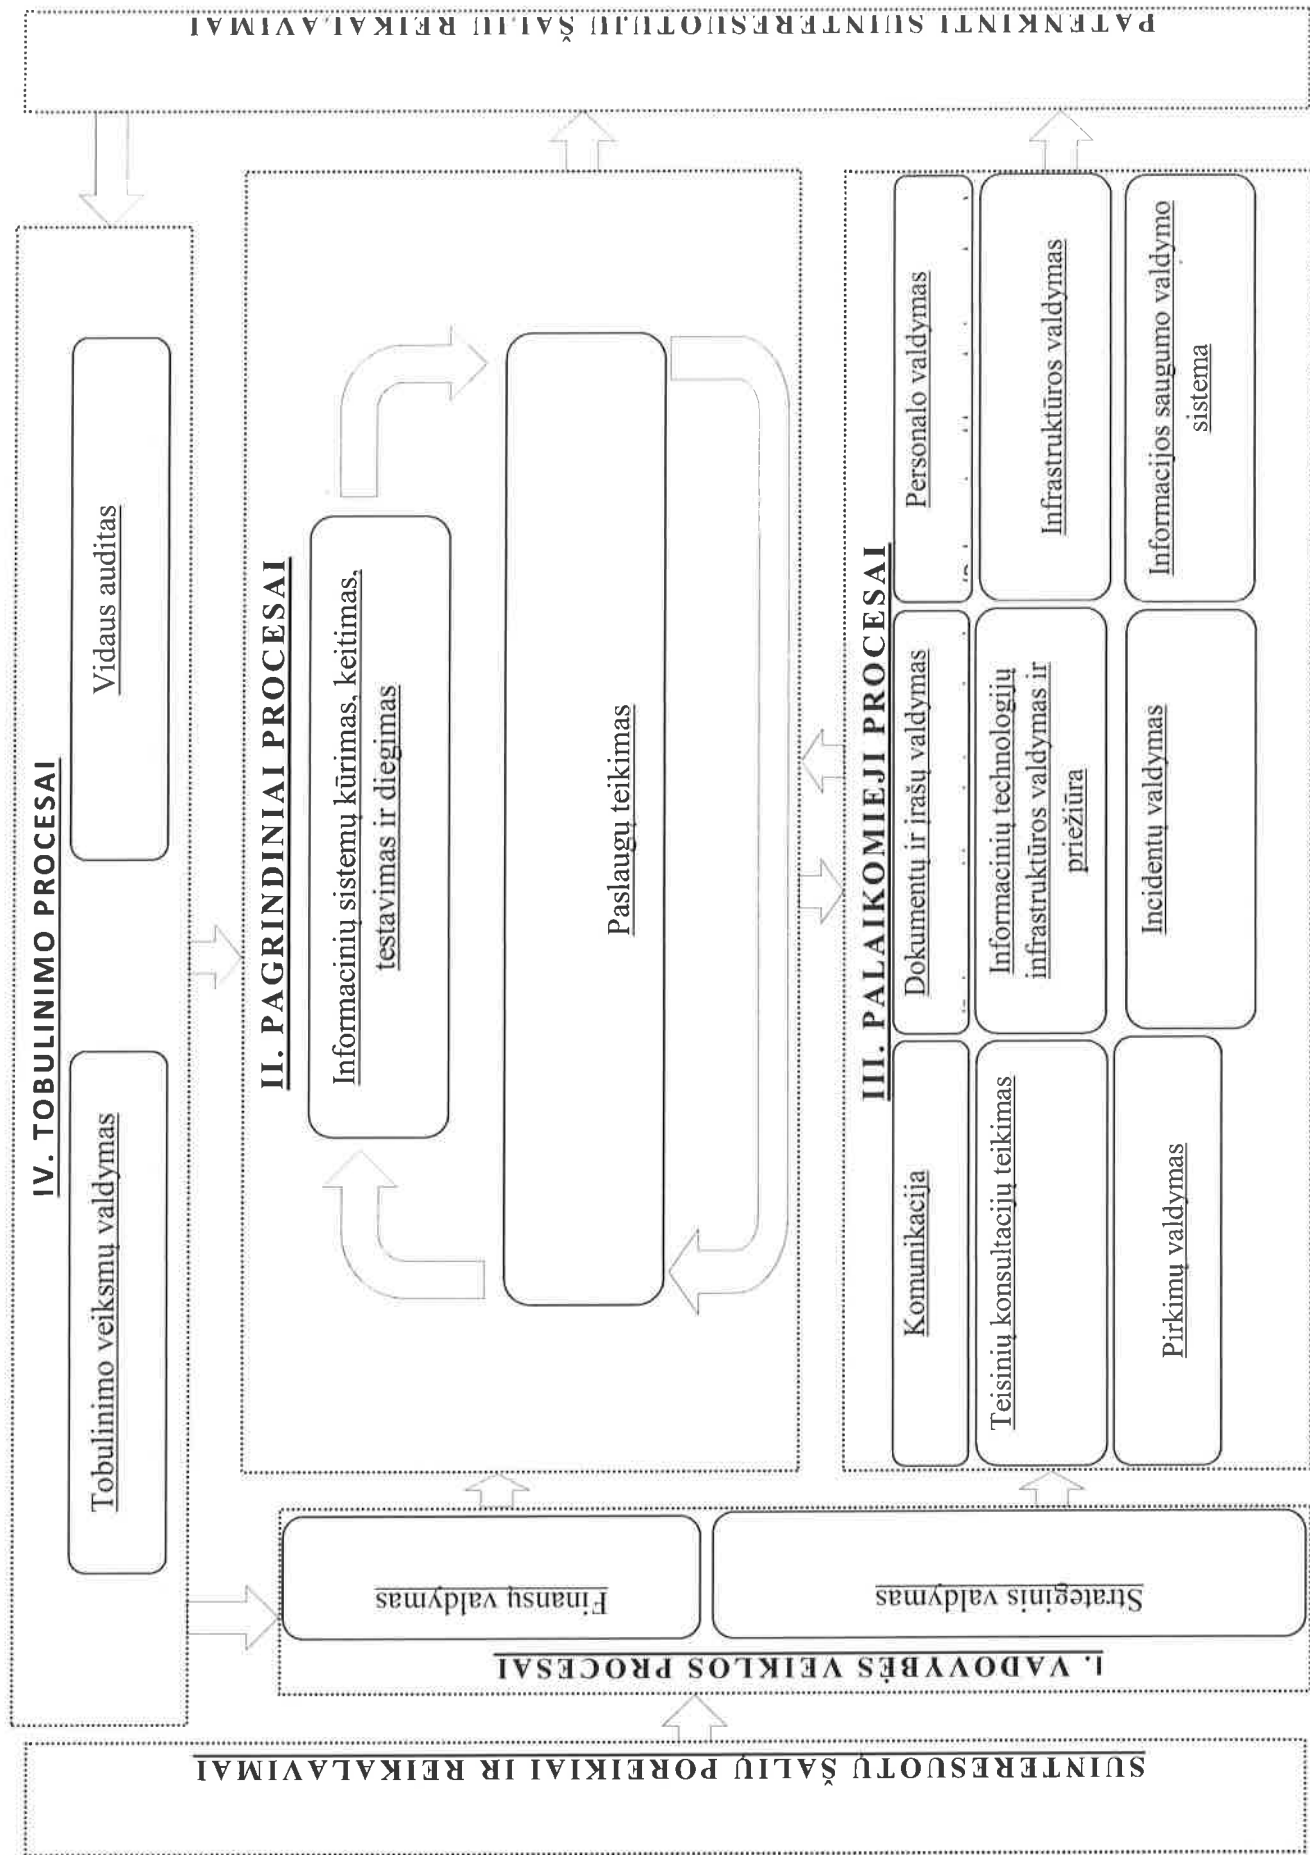 SUINTERESUOTŲ ŠALIŲ POREIKIAI IR REIKALAVIMAI
I. VADOVYBĖS VEIKLOS PROCESAI
Finansų valdymas
Strateginis valdymas
IV. TOBULINIMO PROCESAI
Tobulinimo veiksmų valdymas
Vidaus auditas
II. PAGRINDINIAI PROCESAI
Informacinių sistemų kūrimas, keitimas,
testavimas ir diegimas
Paslaugų teikimas
III. PALAIKOMIEJI PROCESAI
Komunikacija
Dokumentų ir įrašų valdymas
Personalo valdymas
Teisinių konsultacijų teikimas
Informacinių technologijų
infrastruktūros valdymas ir
priežiūra
Infrastruktūros valdymas
Pirkimų valdymas
Incidentų valdymas
Informacijos saugumo valdymo
sistema
PATENKINTI SUINTERESUOTŲJŲ ŠALIŲ REIKALAVIMAI